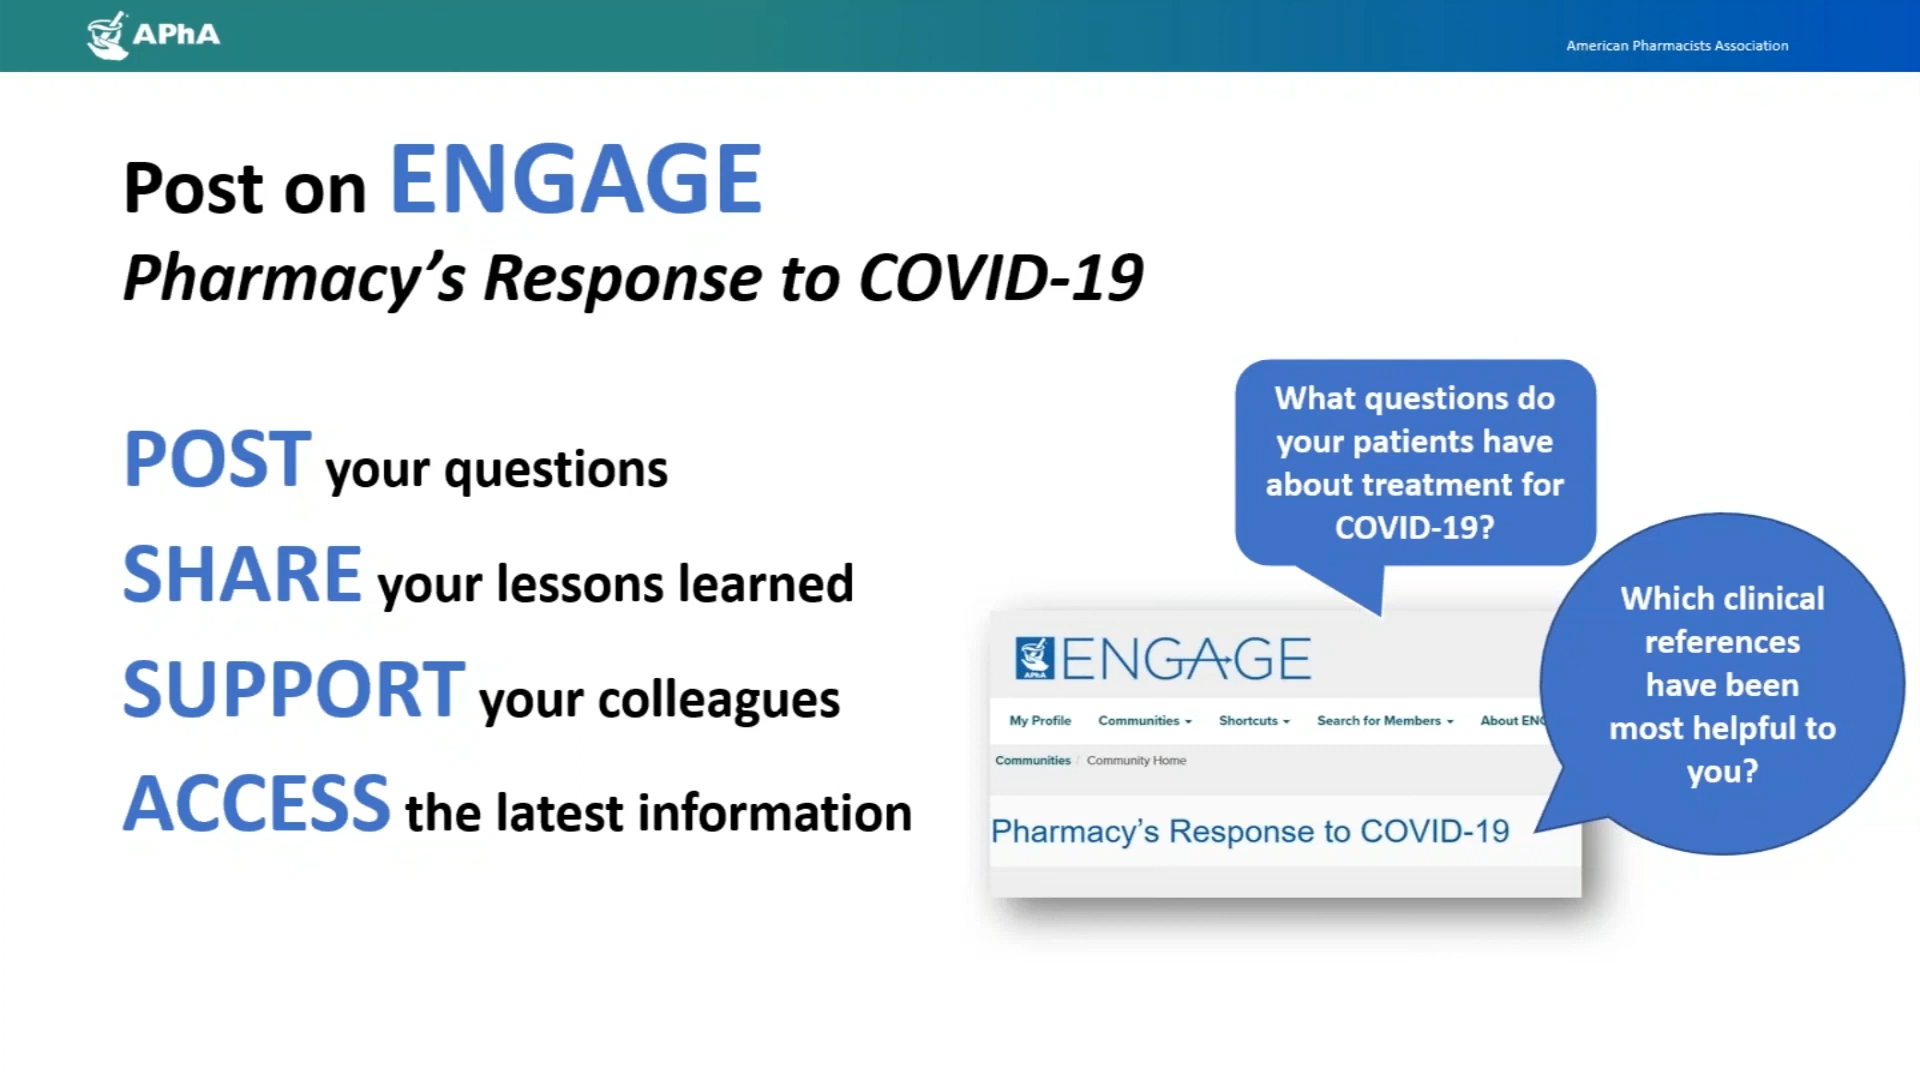 APhA
American Pharmacists Association
Post on ENGAGE
Pharmacy’s Response to COVID-19
POST your questions
SHARE your lessons learned
SUPPORT your colleagues
ACCESS the latest information
What questions do
your patients have
about treatment for
COVID-19?
Which clinical
references
have been
most helpful to
you?
APhA
ENGAGE
My Profile Communities Shortcuts Search for Members About
Communities / Community Home
Pharmacy’s Response to COVID-19